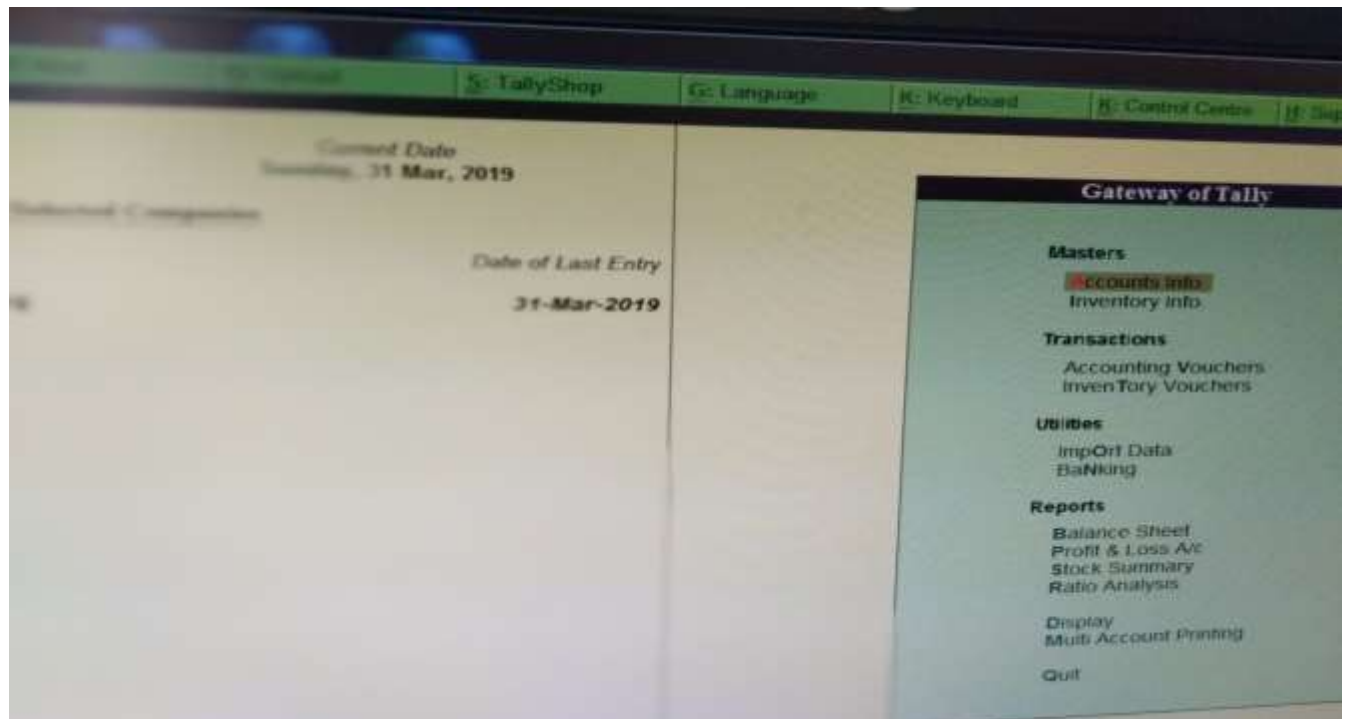 S: TallyShop
G: Language
K: Keyboard
K: Control Centre
H:
Current Date
31 Mar, 2019
Selected Companies
Date of Last Entry
31-Mar-2019
Gateway of Tally
Masters
Accounts Info.
Inventory Info.
Transactions
Accounting Vouchers
InvenTory Vouchers
Utilities
ImpOrt Data
BaNking
Reports
Balance Sheet
Profit & Loss A/c
Stock Summary
Ratio Analysis
Display
Multi Account Printing
Quit